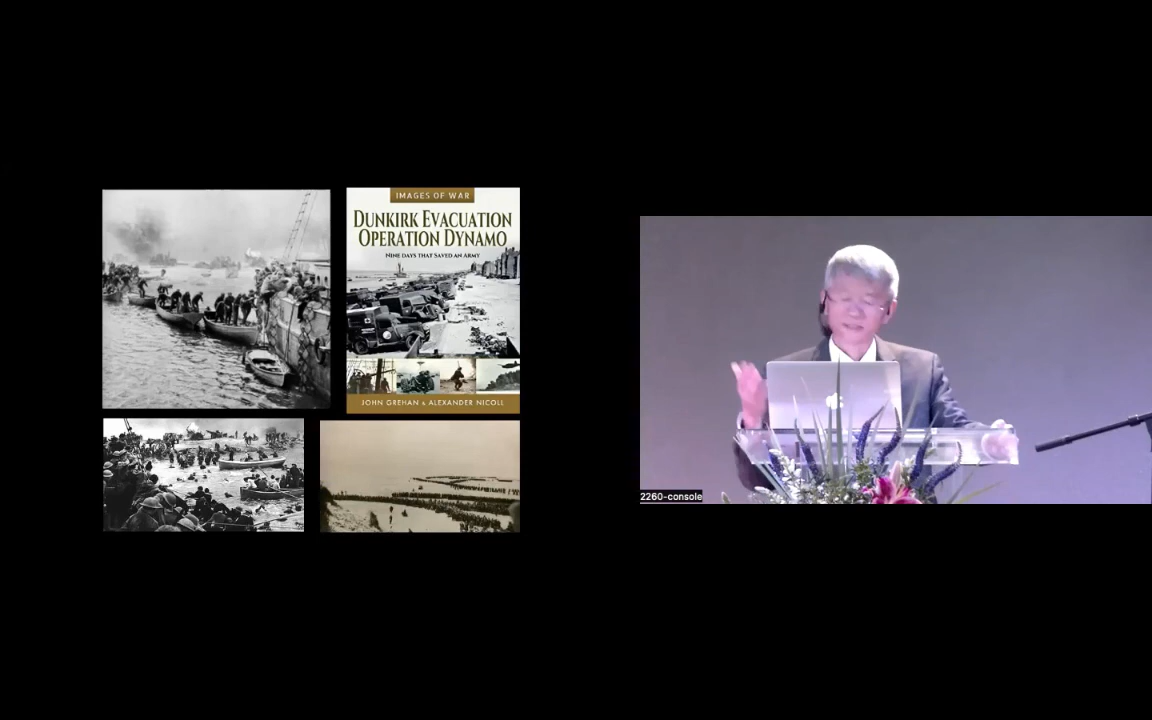 IMAGES OF WAR
DUNKIRK EVACUATION
OPERATION DYNAMO
NINE DAYS THAT SAVED AN ARMY
JOHN GREHAN & ALEXANDER NICOLL
2260-console